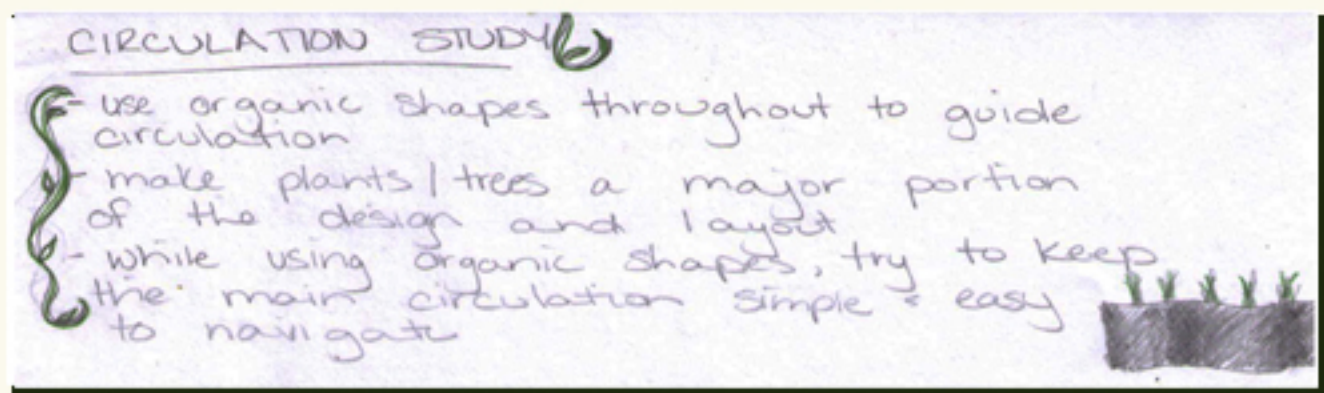 CIRCULATION STUDY
- use organic shapes throughout to guide
circulation
- make plants/trees a major portion
of the design and layout
- while using organic shapes, try to keep
the main circulation simple & easy
to navigate